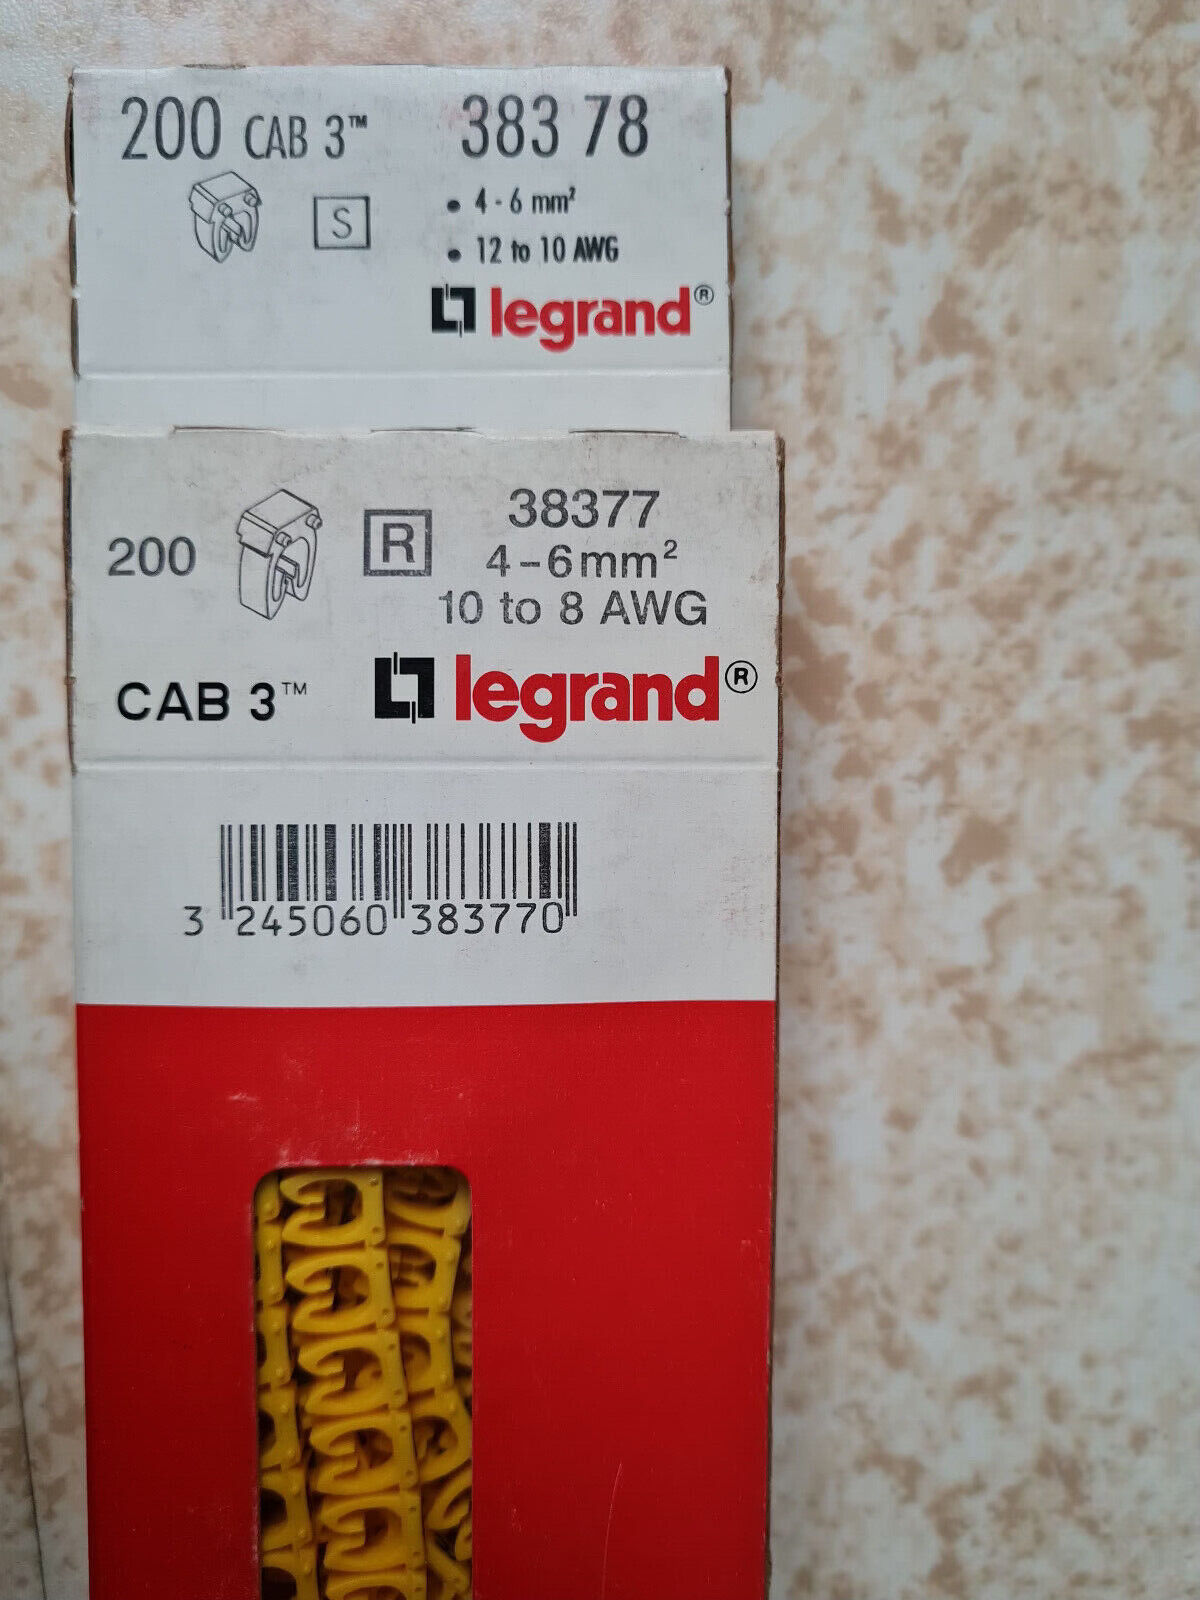 200 CAB 3™ 383 78
S
• 4 - 6 mm²
• 12 to 10 AWG
legrand®
200
R
38377
4-6mm²
10 to 8 AWG
CAB 3™
legrand®
3 245060 383770